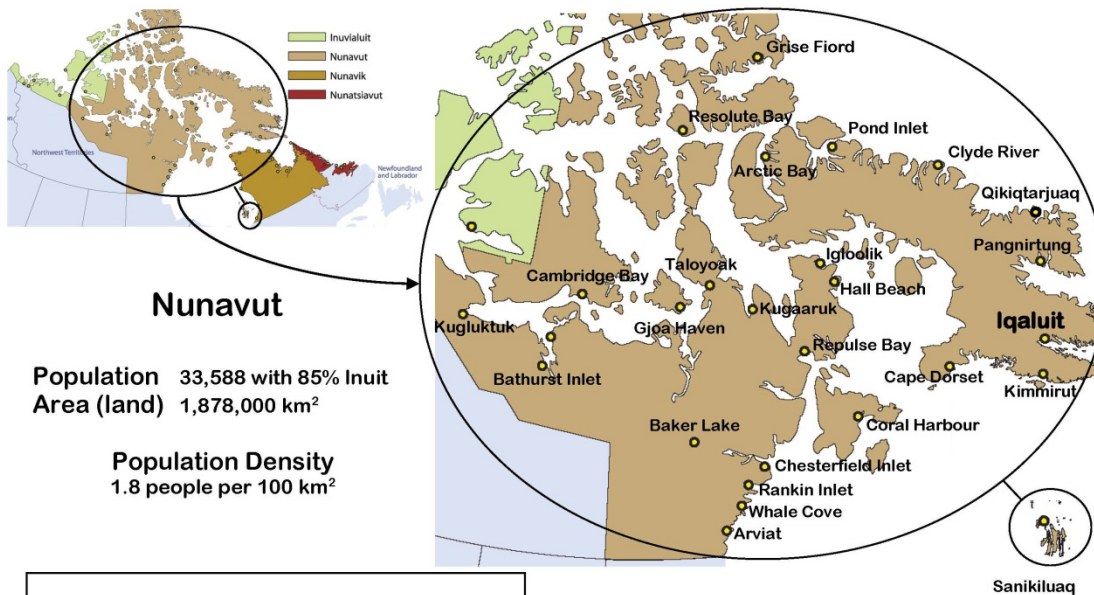 Inuvialuit
Nunavut
Nunavik
Nunatsiavut
Northwest Territories
Newfoundland
and Labrador
Nunavut
Population 33,588 with 85% Inuit
Area (land) 1,878,000 km²
Population Density
1.8 people per 100 km²
Grise Fiord
Resolute Bay
Pond Inlet
Arctic Bay
Clyde River
Qikiqtarjuaq
Pangnirtung
Igloolik
Taloyoak
Cambridge Bay
Hall Beach
Kugluktuk
Gjoa Haven
Kugaaruk
Iqaluit
Repulse Bay
Bathurst Inlet
Cape Dorset
Kimmirut
Coral Harbour
Baker Lake
Chesterfield Inlet
Rankin Inlet
Whale Cove
Arviat
Sanikiluaq